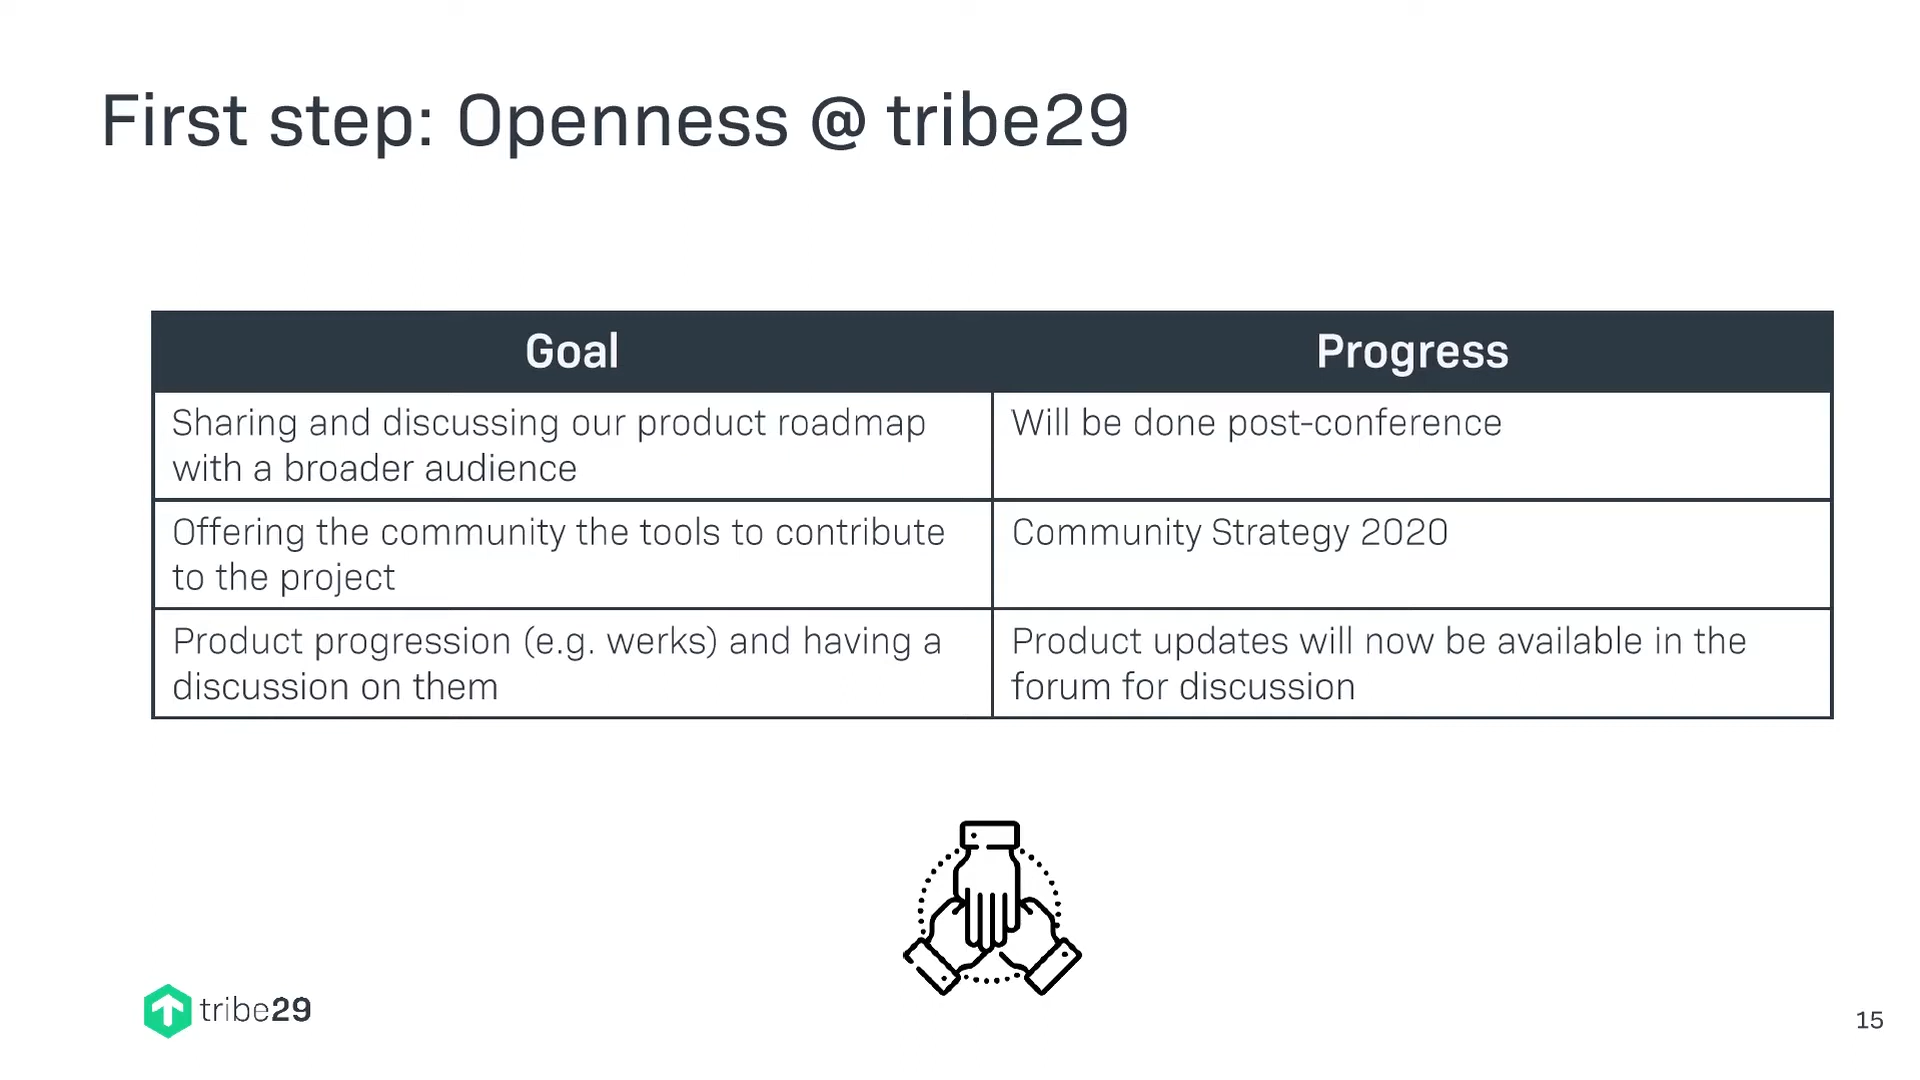 First step: Openness @ tribe29
Goal
Progress
Sharing and discussing our product roadmap
with a broader audience
Will be done post-conference
Offering the community the tools to contribute
to the project
Community Strategy 2020
Product progression (e.g. werks) and having a
discussion on them
Product updates will now be available in the
forum for discussion
tribe29
15